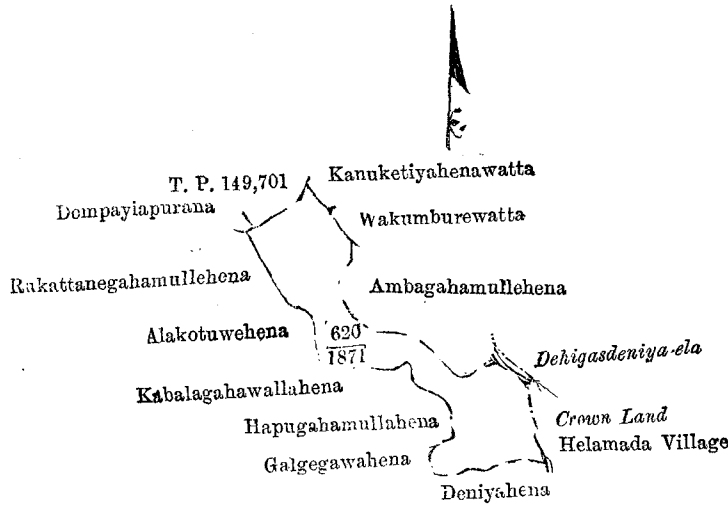 T. P. 149,701
Kanuketiyahenawatta
Dompayiapurana
Wakumburewatta
Rukattanegahamullehena
Ambagahamullehena
Alakotuwehena
620
1871
Dehigasdeniya-ela
Kabalagahawallahena
Crown Land
Hapugahamullahena
Helamada Village
Galgegawahena
Deniyahena